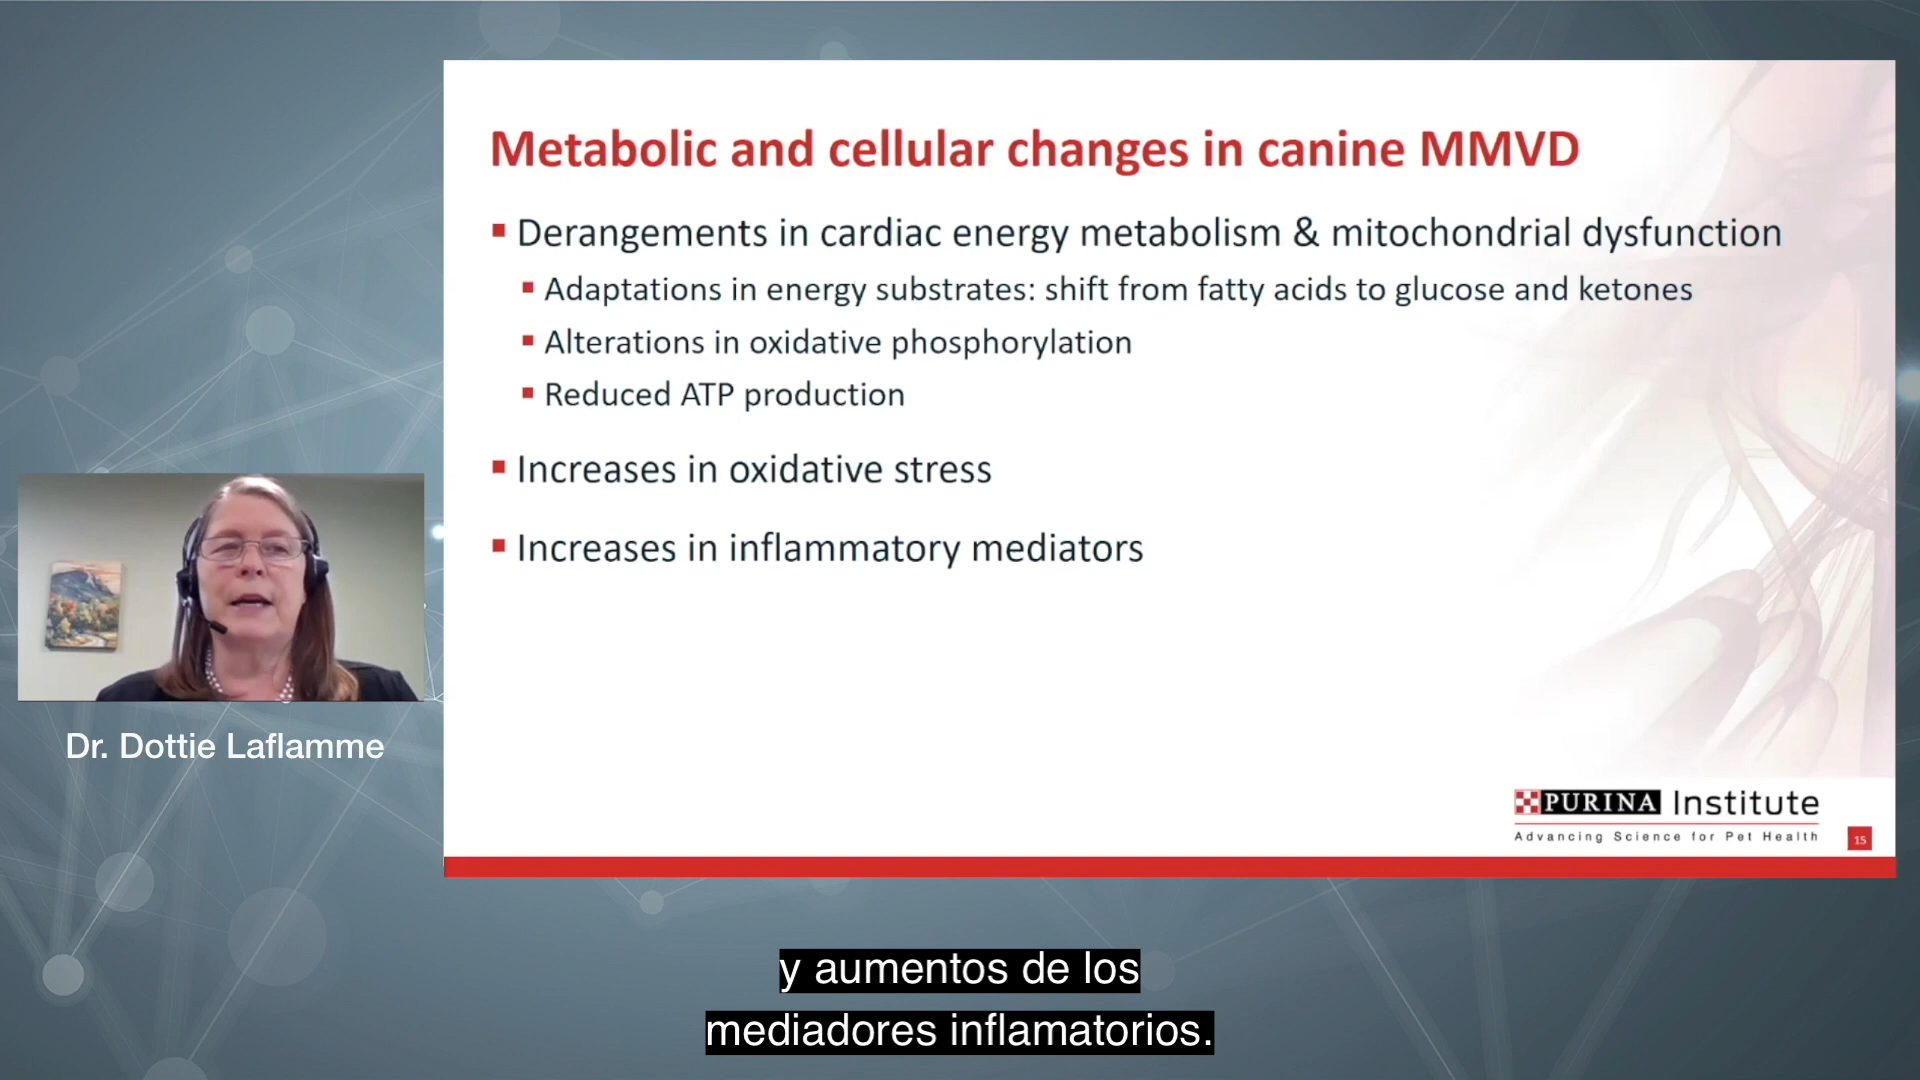 Metabolic and cellular changes in canine MMVD
▪ Derangements in cardiac energy metabolism & mitochondrial dysfunction
▪ Adaptations in energy substrates: shift from fatty acids to glucose and ketones
▪ Alterations in oxidative phosphorylation
▪ Reduced ATP production
▪ Increases in oxidative stress
▪ Increases in inflammatory mediators
Dr. Dottie Laflamme
PURINA Institute
Advancing Science for Pet Health
15
y aumentos de los
mediadores inflamatorios.